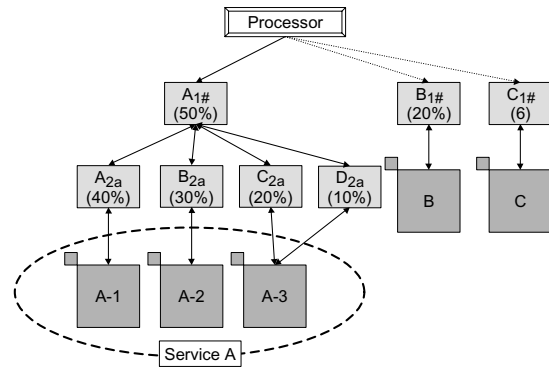 Processor
A1# B1# C1#
(50%) (20%) (6)
A2a B2a C2a D2a
(40%) (30%) (20%) (10%)
B C
A-1 A-2 A-3
Service A